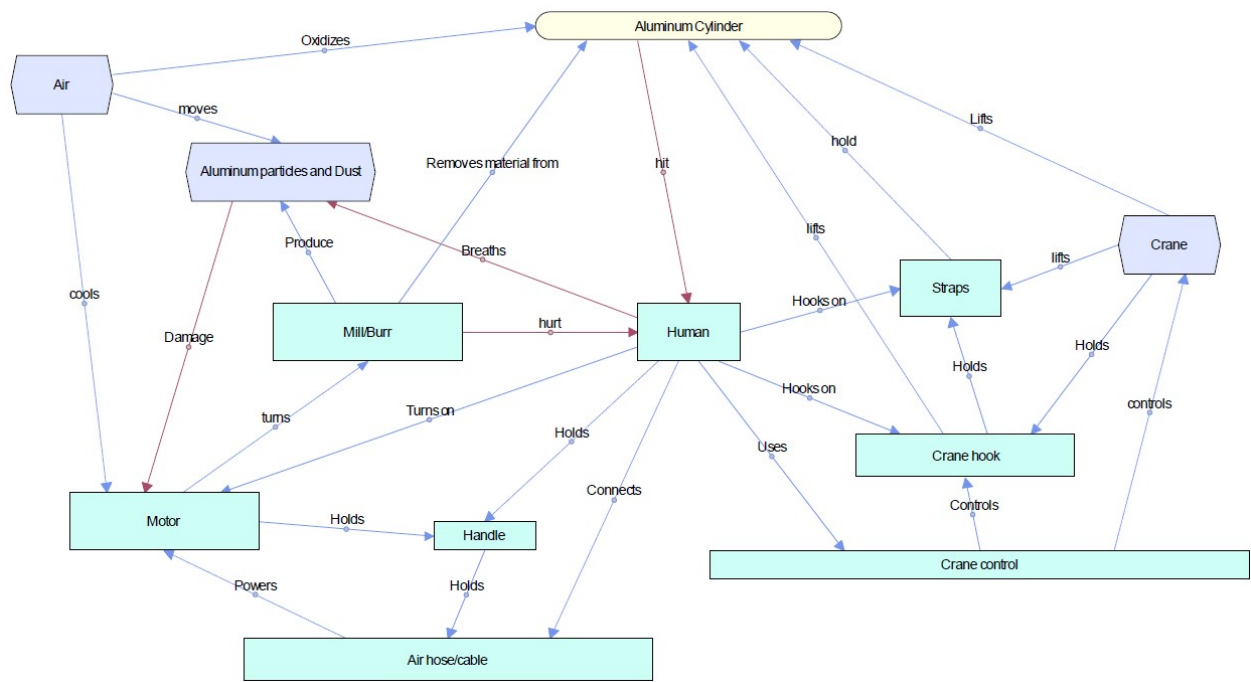 Aluminum Cylinder
Oxidizes
Air
moves
Lifts
hold
Aluminum particles and Dust
Removes material from
hit
lifts
Produce
Breaths
Crane
lifts
Straps
cools
Hooks on
Damage
Mill/Burr
hurt
Human
Holds
Holds
turns
Turns on
Hooks on
controls
Holds
Uses
Crane hook
Connects
Controls
Motor
Holds
Handle
Crane control
Powers
Holds
Air hose/cable